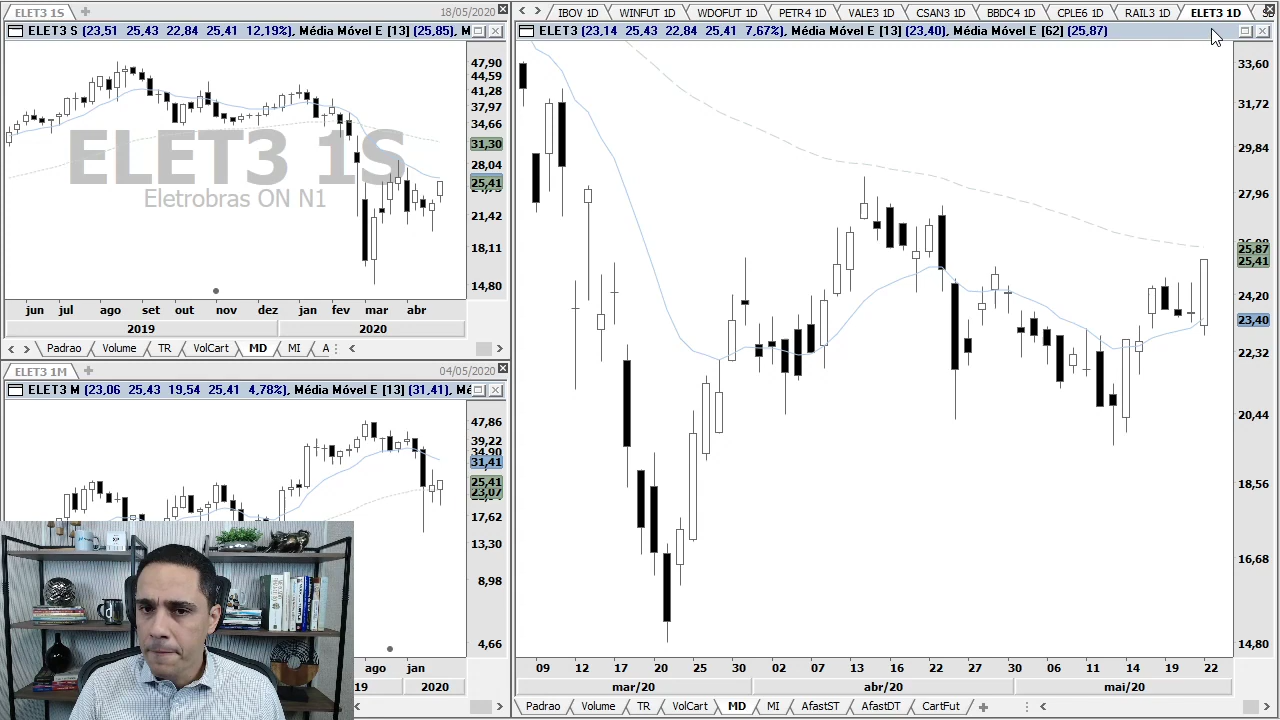 ELET3 1S
18/05/2020
ELET3 S (23,51 25,43 22,84 25,41 12,19%), Média Móvel E [13] (25,85), M
47,90
44,59
41,28
37,97
34,66
31,30
28,04
25,41
21,42
18,11
14,80
ELET3 1S
Eletrobras ON N1
jun jul ago set out nov dez jan fev mar abr
2019 2020
Padrao Volume TR VolCart MD MI A
ELET3 1M
04/05/2020
ELET3 M (23,06 25,43 19,54 25,41 4,78%), Média Móvel E [13] (31,41), Mé
47,86
39,22
34,90
31,41
25,41
23,07
17,62
13,30
8,98
4,66
ago jan
19 2020
IBOV 1D WINFUT 1D WDOFUT 1D PETR4 1D VALE3 1D CSAN3 1D BBDC4 1D CPLE6 1D RAIL3 1D ELET3 1D
ELET3 (23,14 25,43 22,84 25,41 7,67%), Média Móvel E [13] (23,40), Média Móvel E [62] (25,87)
33,60
31,72
29,84
27,96
25,87
25,41
24,20
23,40
22,32
20,44
18,56
16,68
14,80
09 12 17 20 25 30 02 07 13 16 22 27 30 06 11 14 19 22
mar/20 abr/20 mai/20
Padrao Volume TR VolCart MD MI AfastST AfastDT CartFut